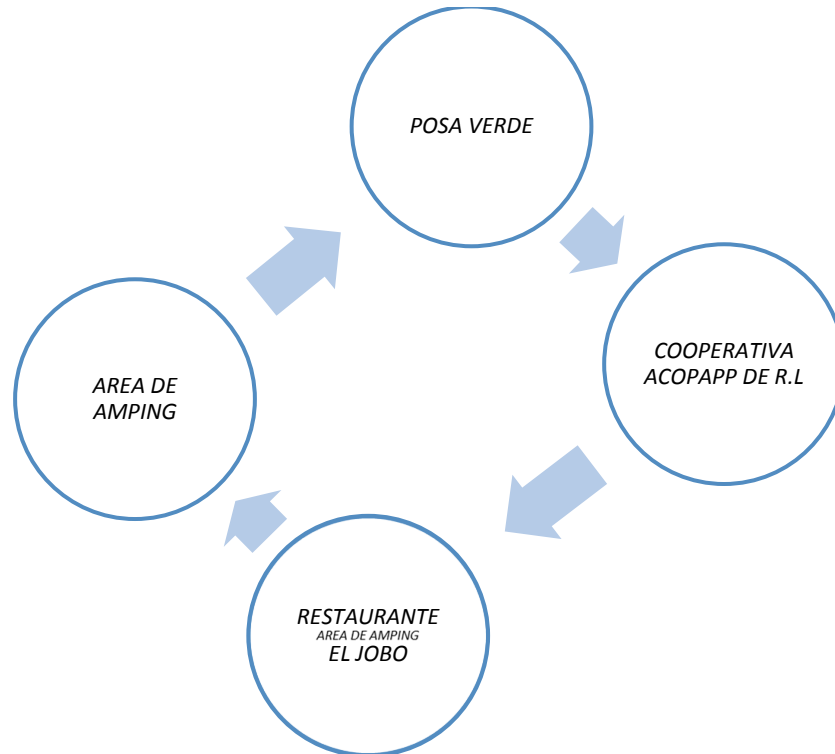 POSA VERDE
COOPERATIVA
ACOPAPP DE R.L
AREA DE
AMPING
RESTAURANTE
AREA DE AMPING
EL JOBO